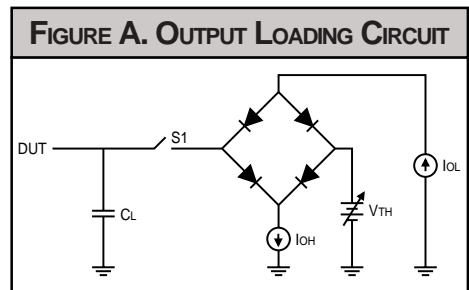 FIGURE A. OUTPUT LOADING CIRCUIT
DUT
S1
CL
IOH
VTH
IOL